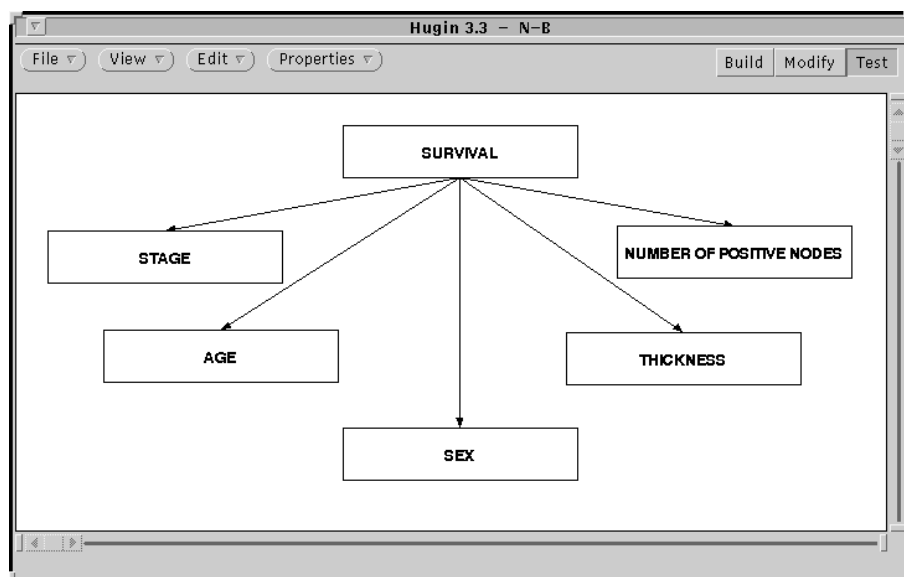 Hugin 3.3 – N-B
File View Edit Properties Build Modify Test
SURVIVAL
STAGE
NUMBER OF POSITIVE NODES
AGE
THICKNESS
SEX